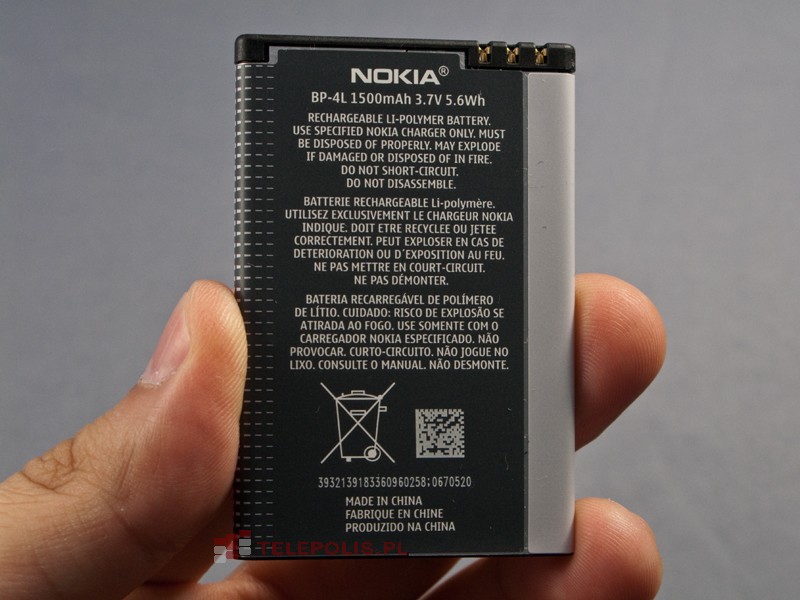 NOKIA®
BP-4L 1500mAh 3.7V 5.6Wh
RECHARGEABLE LI-POLYMER BATTERY.
USE SPECIFIED NOKIA CHARGER ONLY. MUST
BE DISPOSED OF PROPERLY. MAY EXPLODE
IF DAMAGED OR DISPOSED OF IN FIRE.
DO NOT SHORT-CIRCUIT.
DO NOT DISASSEMBLE.
BATTERIE RECHARGEABLE Li-polymère.
UTILISEZ EXCLUSIVEMENT LE CHARGEUR NOKIA
INDIQUE. DOIT ETRE RECYCLEE OU JETEE
CORRECTEMENT. PEUT EXPLOSER EN CAS DE
DETERIORATION OU D'EXPOSITION AU FEU.
NE PAS METTRE EN COURT-CIRCUIT.
NE PAS DÉMONTER.
BATERIA RECARREGÁVEL DE POLÍMERO
DE LÍTIO. CUIDADO: RISCO DE EXPLOSÃO SE
ATIRADA AO FOGO. USE SOMENTE COM O
CARREGADOR NOKIA ESPECIFICADO. NÃO
PROVOCAR. CURTO-CIRCUITO. NÃO JOGUE NO
LIXO. CONSULTE O MANUAL. NÃO DESMONTE.
3932139183360960258;0670520
MADE IN CHINA
FABRIQUE EN CHINE
PRODUZIDO NA CHINA
TELEPOLIS.PL